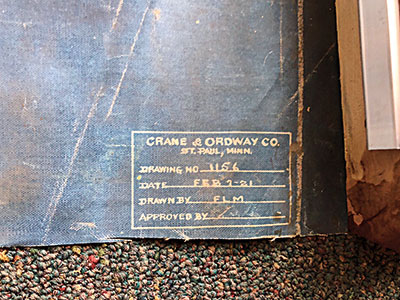 CRANE & ORDWAY CO.
ST. PAUL, MINN.
DRAWING NO. 1156
DATE FEB 7-21
DRAWN BY FLM
APPROVED BY